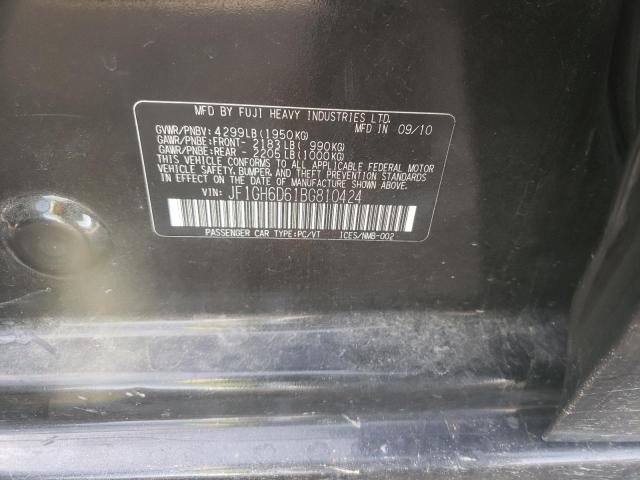 MFD BY FUJI HEAVY INDUSTRIES LTD.
GVWR/PNBV: 4299LB(1950KG) MFD IN 09/10
GAWR/PNBE:FRONT- 2183LB( 990KG)
GAWR/PNBE:REAR - 2205LB(1000KG)
THIS VEHICLE CONFORMS TO ALL APPLICABLE FEDERAL MOTOR
VEHICLE SAFETY, BUMPER, AND THEFT PREVENTION STANDARDS
IN EFFECT ON THE DATE OF MANUFACTURE SHOWN ABOVE.
VIN: JF1GH6D61BG810424
PASSENGER CAR TYPE:PC/VT ICES/NMB-002